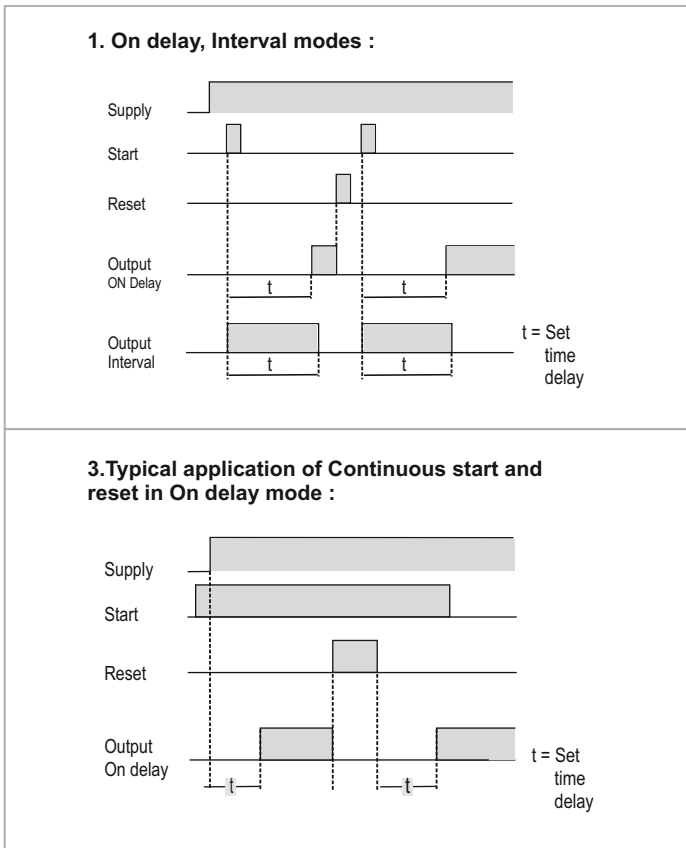 1. On delay, Interval modes :
Supply
Start
Reset
Output
ON Delay
t
t
Output
Interval
t
t
t = Set
time
delay
3.Typical application of Continuous start and
reset in On delay mode :
Supply
Start
Reset
Output
On delay
t
t
t = Set
time
delay